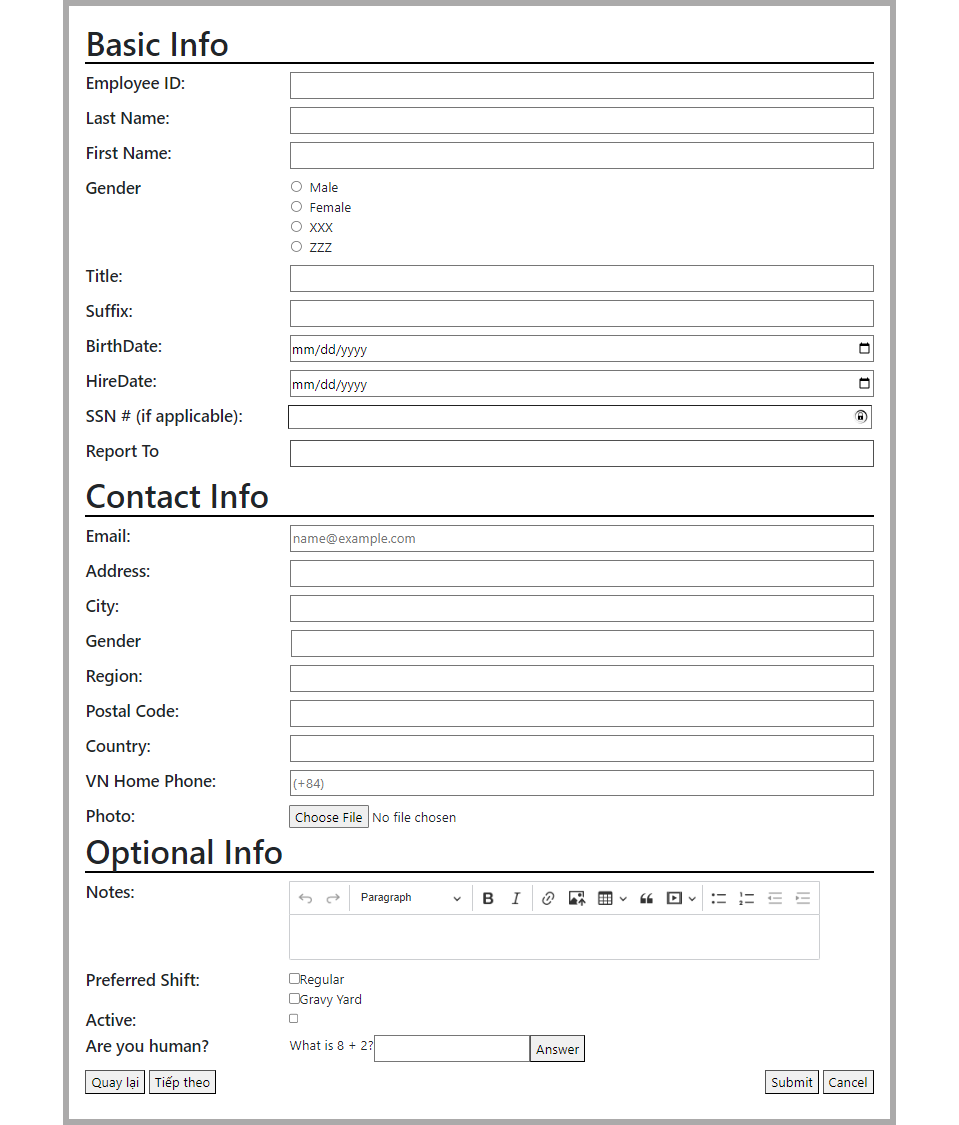 Basic Info
Employee ID:
Last Name:
First Name:
Gender
Male
Female
XXX
ZZZ
Title:
Suffix:
BirthDate: mm/dd/yyyy
HireDate: mm/dd/yyyy
SSN # (if applicable):
Report To
Contact Info
Email: name@example.com
Address:
City:
Gender
Region:
Postal Code:
Country:
VN Home Phone: (+84)
Photo: Choose File No file chosen
Optional Info
Notes: Paragraph B I
Preferred Shift: Regular
Gravy Yard
Active:
Are you human? What is 8 + 2? Answer
Quay lại Tiếp theo Submit Cancel